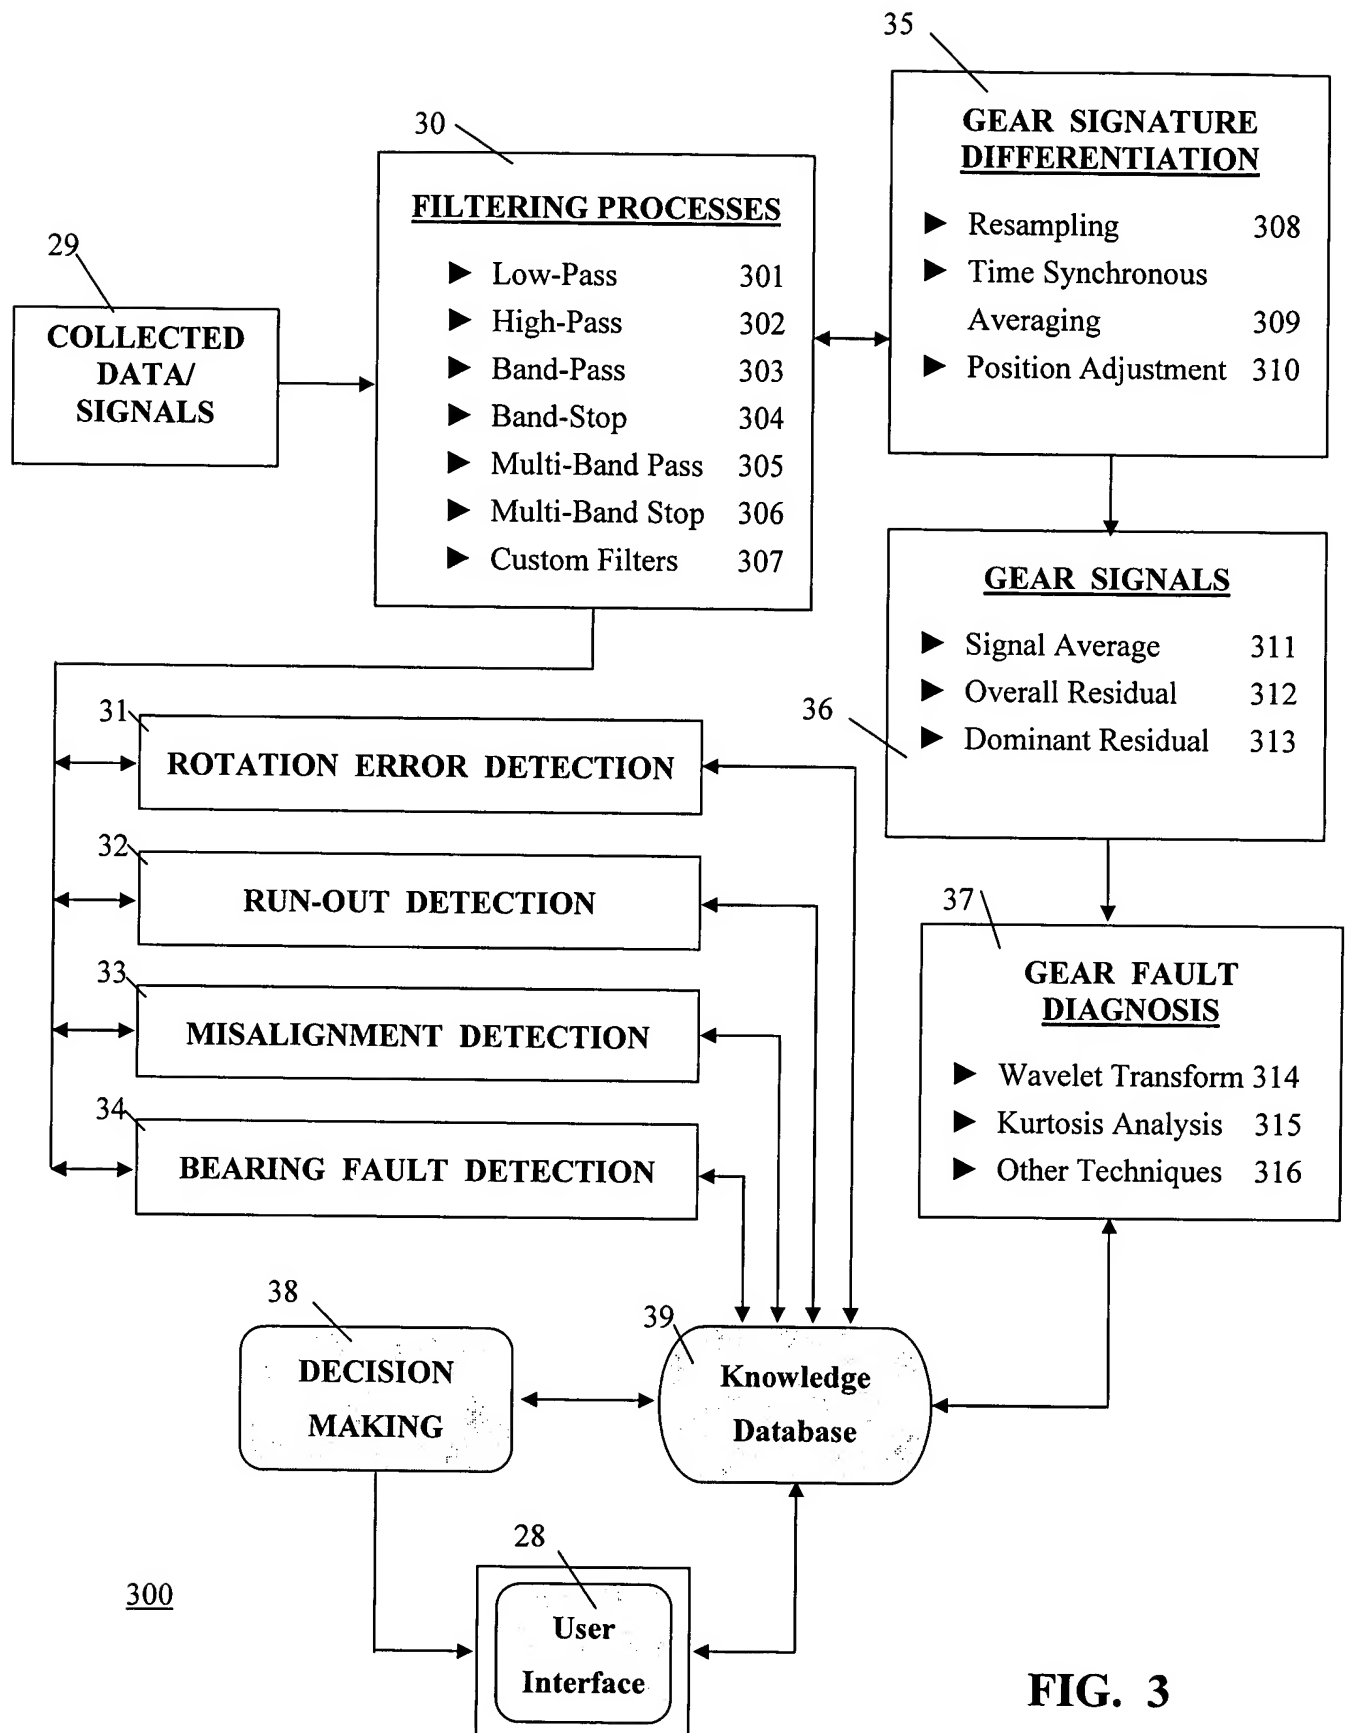 35
GEAR SIGNATURE
DIFFERENTIATION
► Resampling 308
► Time Synchronous
Averaging 309
► Position Adjustment 310
30
FILTERING PROCESSES
► Low-Pass 301
► High-Pass 302
► Band-Pass 303
► Band-Stop 304
► Multi-Band Pass 305
► Multi-Band Stop 306
► Custom Filters 307
29
COLLECTED
DATA/
SIGNALS
GEAR SIGNALS
► Signal Average 311
► Overall Residual 312
► Dominant Residual 313
36
31
ROTATION ERROR DETECTION
32
RUN-OUT DETECTION
33
MISALIGNMENT DETECTION
34
BEARING FAULT DETECTION
37
GEAR FAULT
DIAGNOSIS
► Wavelet Transform 314
► Kurtosis Analysis 315
► Other Techniques 316
38
DECISION
MAKING
39
Knowledge
Database
28
User
Interface
300
FIG. 3